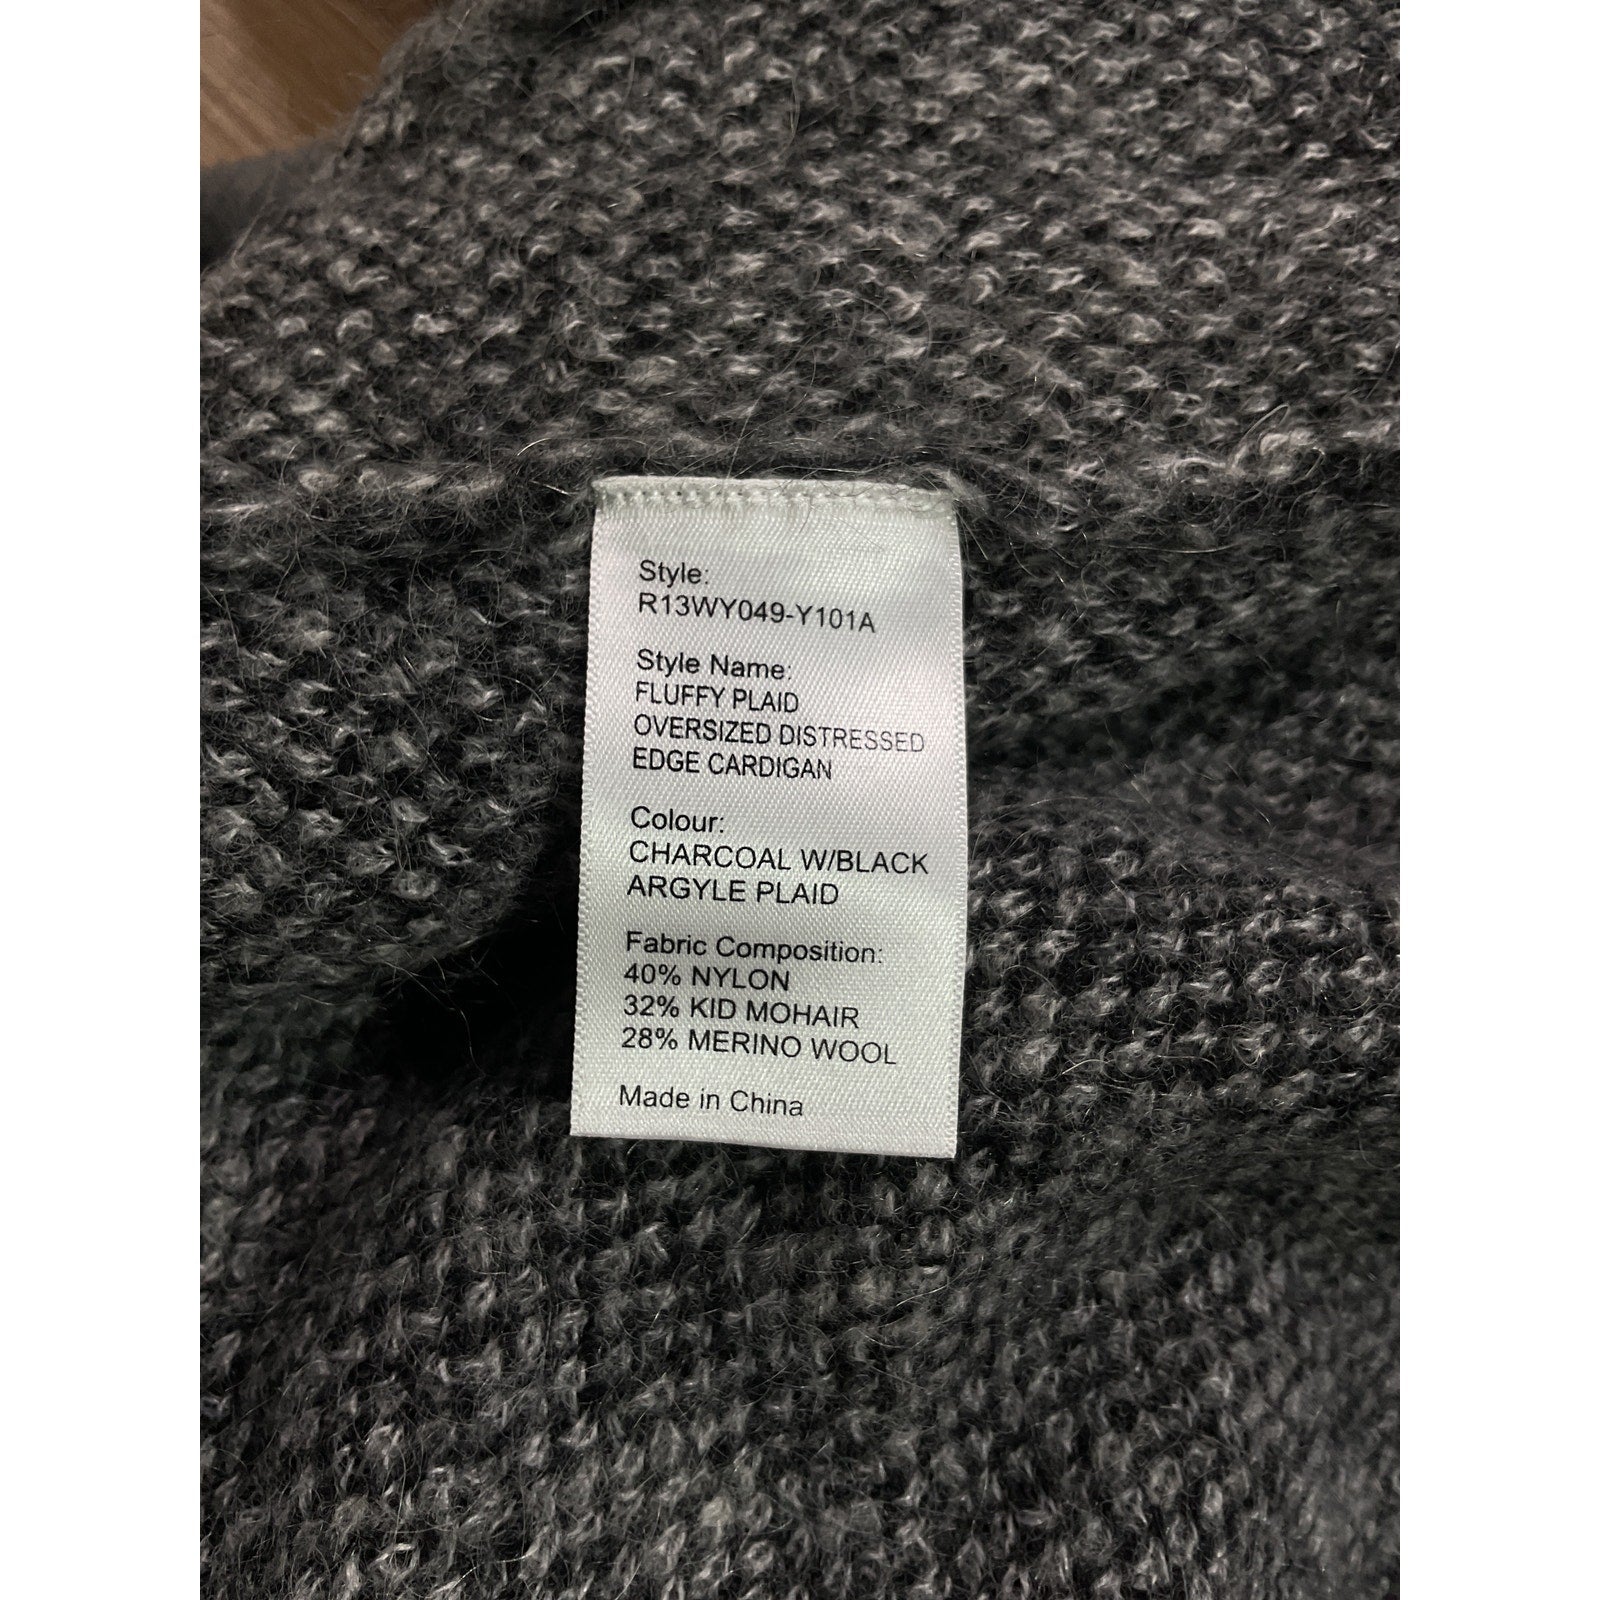 Style:
R13WY049-Y101A
Style Name:
FLUFFY PLAID
OVERSIZED DISTRESSED
EDGE CARDIGAN
Colour:
CHARCOAL W/BLACK
ARGYLE PLAID
Fabric Composition:
40% NYLON
32% KID MOHAIR
28% MERINO WOOL
Made in China